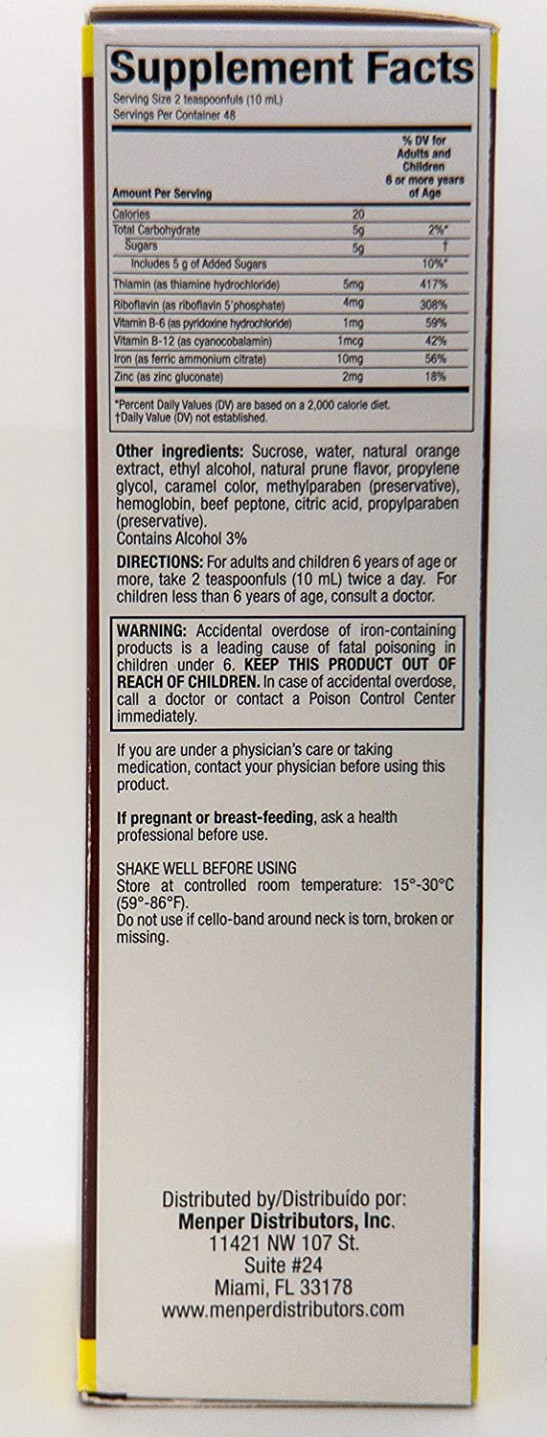 Supplement Facts
Serving Size 2 teaspoonfuls (10 mL)
Servings Per Container 48
% DV for
Adults and
Children
6 or more years
Amount Per Serving of Age
Calories 20
Total Carbohydrate 5g 2%*
Sugars 5g †
Includes 5 g of Added Sugars 10%*
Thiamin (as thiamine hydrochloride) 5mg 417%
Riboflavin (as riboflavin 5'phosphate) 4mg 308%
Vitamin B-6 (as pyridoxine hydrochloride) 1mg 59%
Vitamin B-12 (as cyanocobalamin) 1mcg 42%
Iron (as ferric ammonium citrate) 10mg 56%
Zinc (as zinc gluconate) 2mg 18%
*Percent Daily Values (DV) are based on a 2,000 calorie diet.
†Daily Value (DV) not established.
Other ingredients: Sucrose, water, natural orange
extract, ethyl alcohol, natural prune flavor, propylene
glycol, caramel color, methylparaben (preservative),
hemoglobin, beef peptone, citric acid, propylparaben
(preservative).
Contains Alcohol 3%
DIRECTIONS: For adults and children 6 years of age or
more, take 2 teaspoonfuls (10 mL) twice a day. For
children less than 6 years of age, consult a doctor.
WARNING: Accidental overdose of iron-containing
products is a leading cause of fatal poisoning in
children under 6. KEEP THIS PRODUCT OUT OF
REACH OF CHILDREN. In case of accidental overdose,
call a doctor or contact a Poison Control Center
immediately.
If you are under a physician's care or taking
medication, contact your physician before using this
product.
If pregnant or breast-feeding, ask a health
professional before use.
SHAKE WELL BEFORE USING
Store at controlled room temperature: 15°-30°C
(59°-86°F).
Do not use if cello-band around neck is torn, broken or
missing.
Distributed by/Distribuído por:
Menper Distributors, Inc.
11421 NW 107 St.
Suite #24
Miami, FL 33178
www.menperdistributors.com